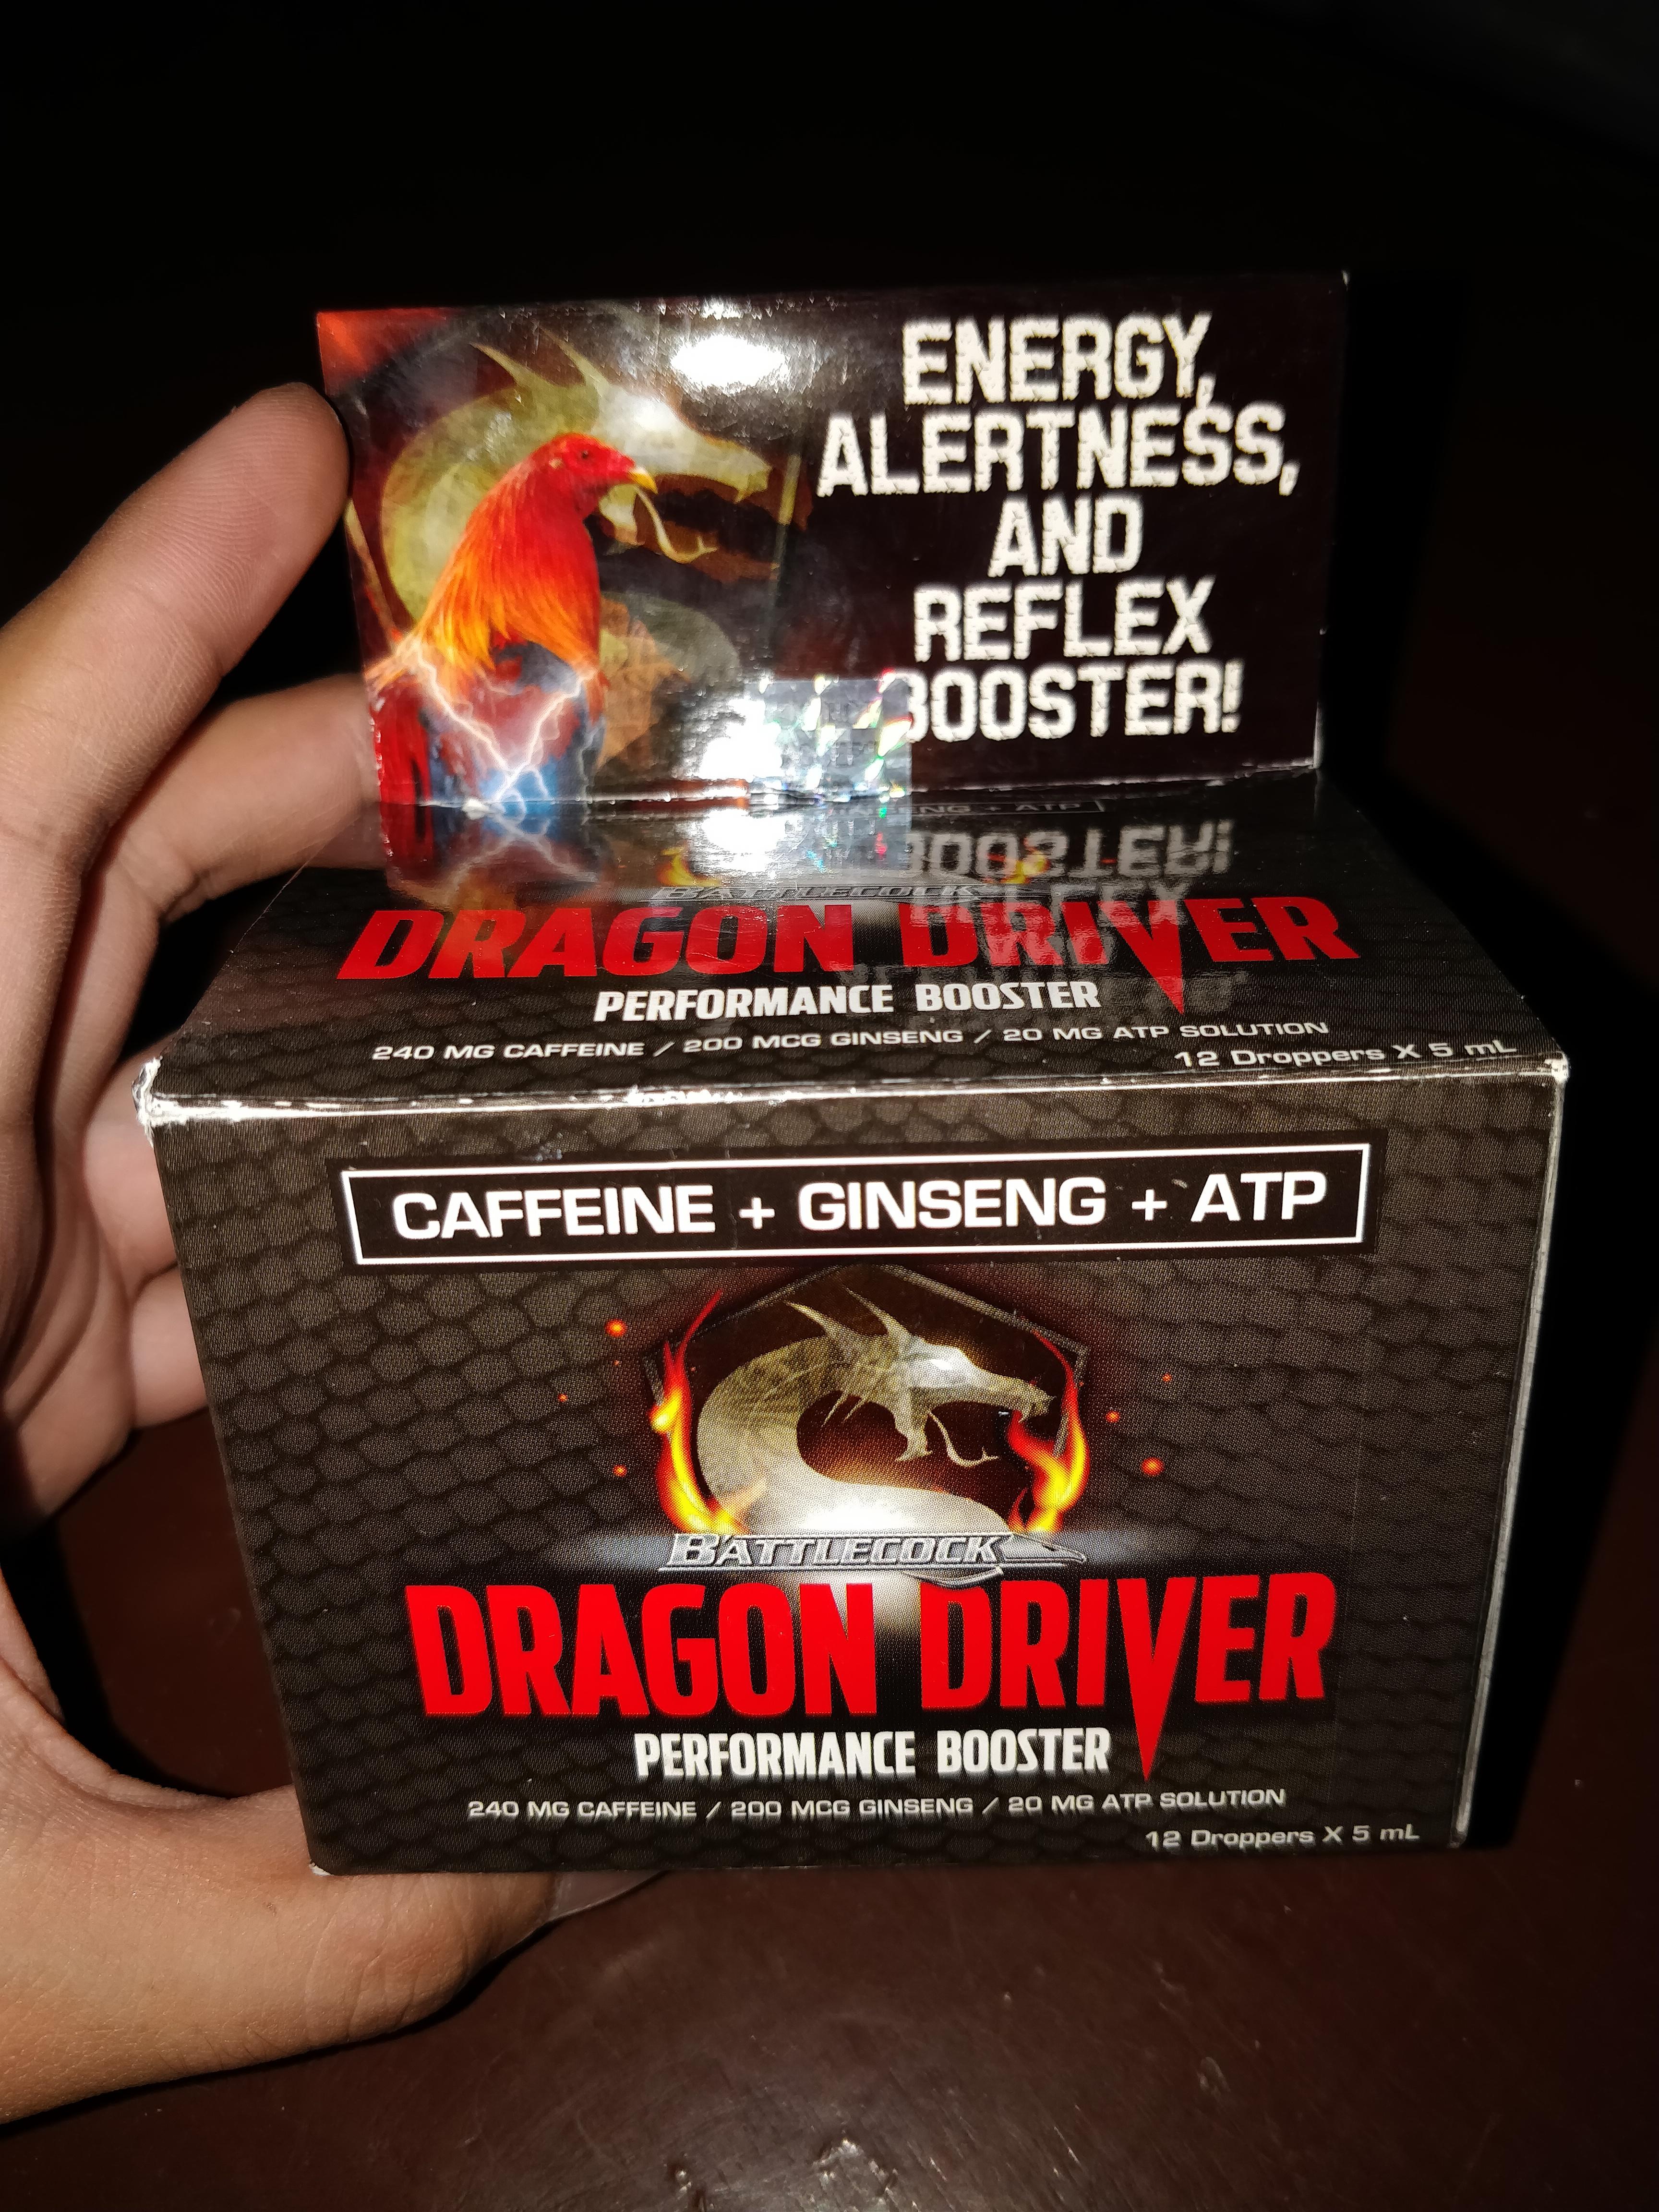 ENERGY,
ALERTNESS,
AND
REFLEX
BOOSTER!
ENG + ATP
BATTLECOCK
DRAGON DRIVER
PERFORMANCE BOOSTER
240 MG CAFFEINE / 200 MCG GINSENG / 20 MG ATP SOLUTION
12 Droppers X 5 mL
CAFFEINE + GINSENG + ATP
BATTLECOCK
DRAGON DRIVER
PERFORMANCE BOOSTER
240 MG CAFFEINE / 200 MCG GINSENG / 20 MG ATP SOLUTION
12 Droppers X 5 mL